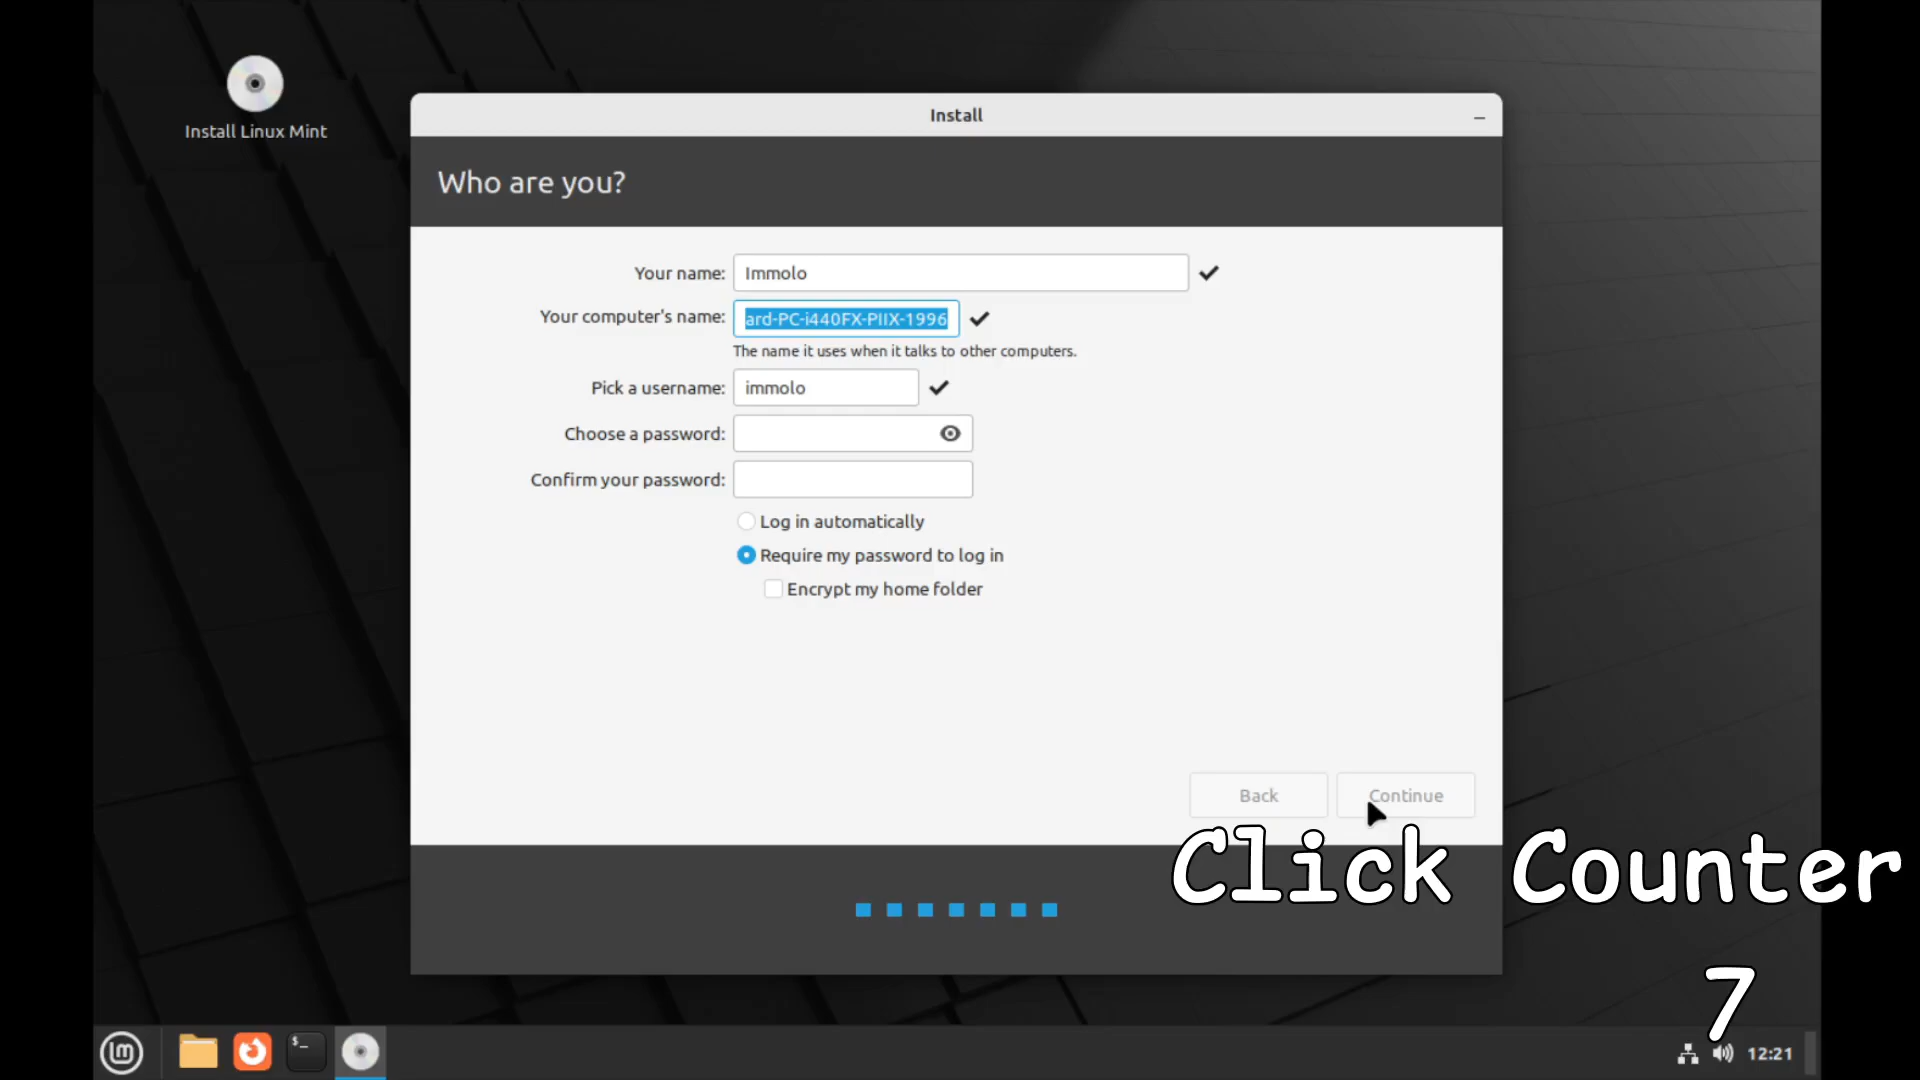 Install Linux Mint
Install
Who are you?
Your name: Immolo
Your computer's name: ard-PC-i440FX-PIIX-1996
The name it uses when it talks to other computers.
Pick a username: immolo
Choose a password:
Confirm your password:
Log in automatically
Require my password to log in
Encrypt my home folder
Back Continue
Click Counter
7
$_
12:21